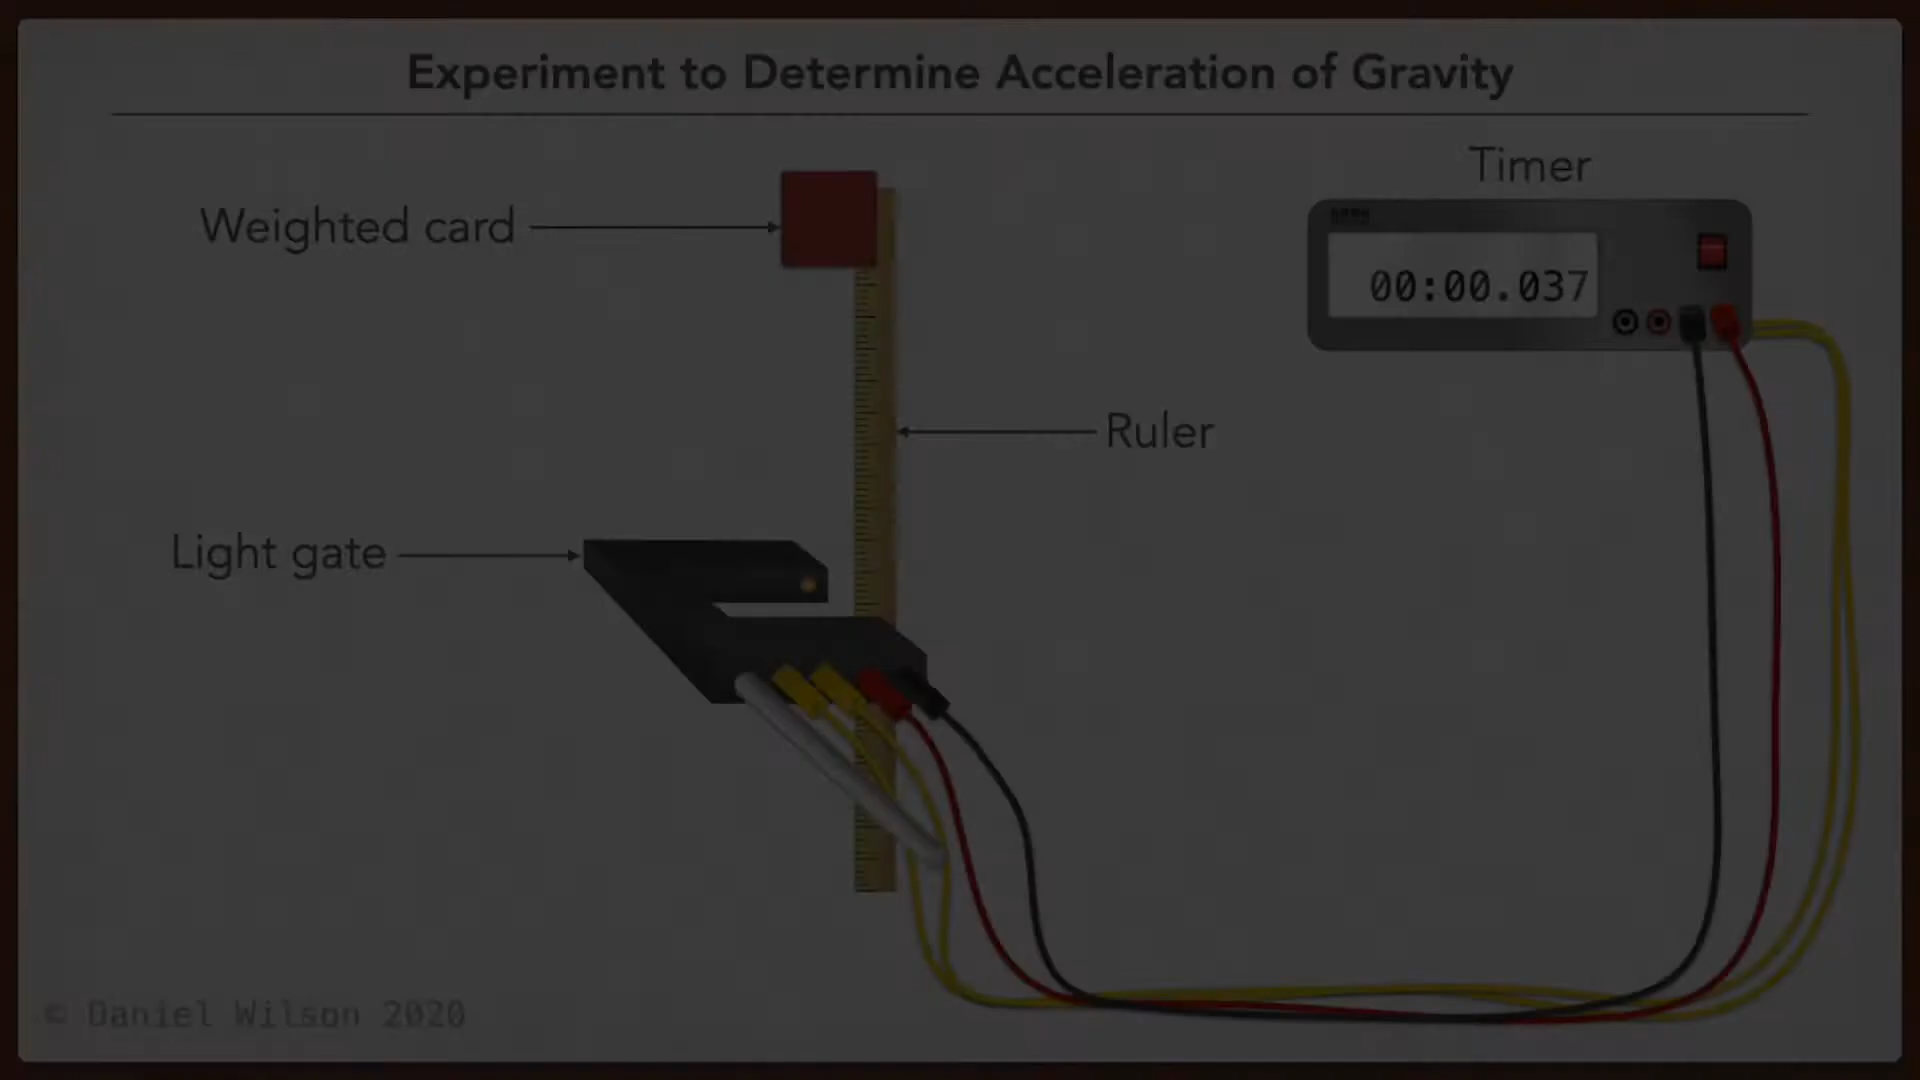 Experiment to Determine Acceleration of Gravity
Timer
Weighted card
00:00.037
Ruler
Light gate
© Daniel Wilson 2020